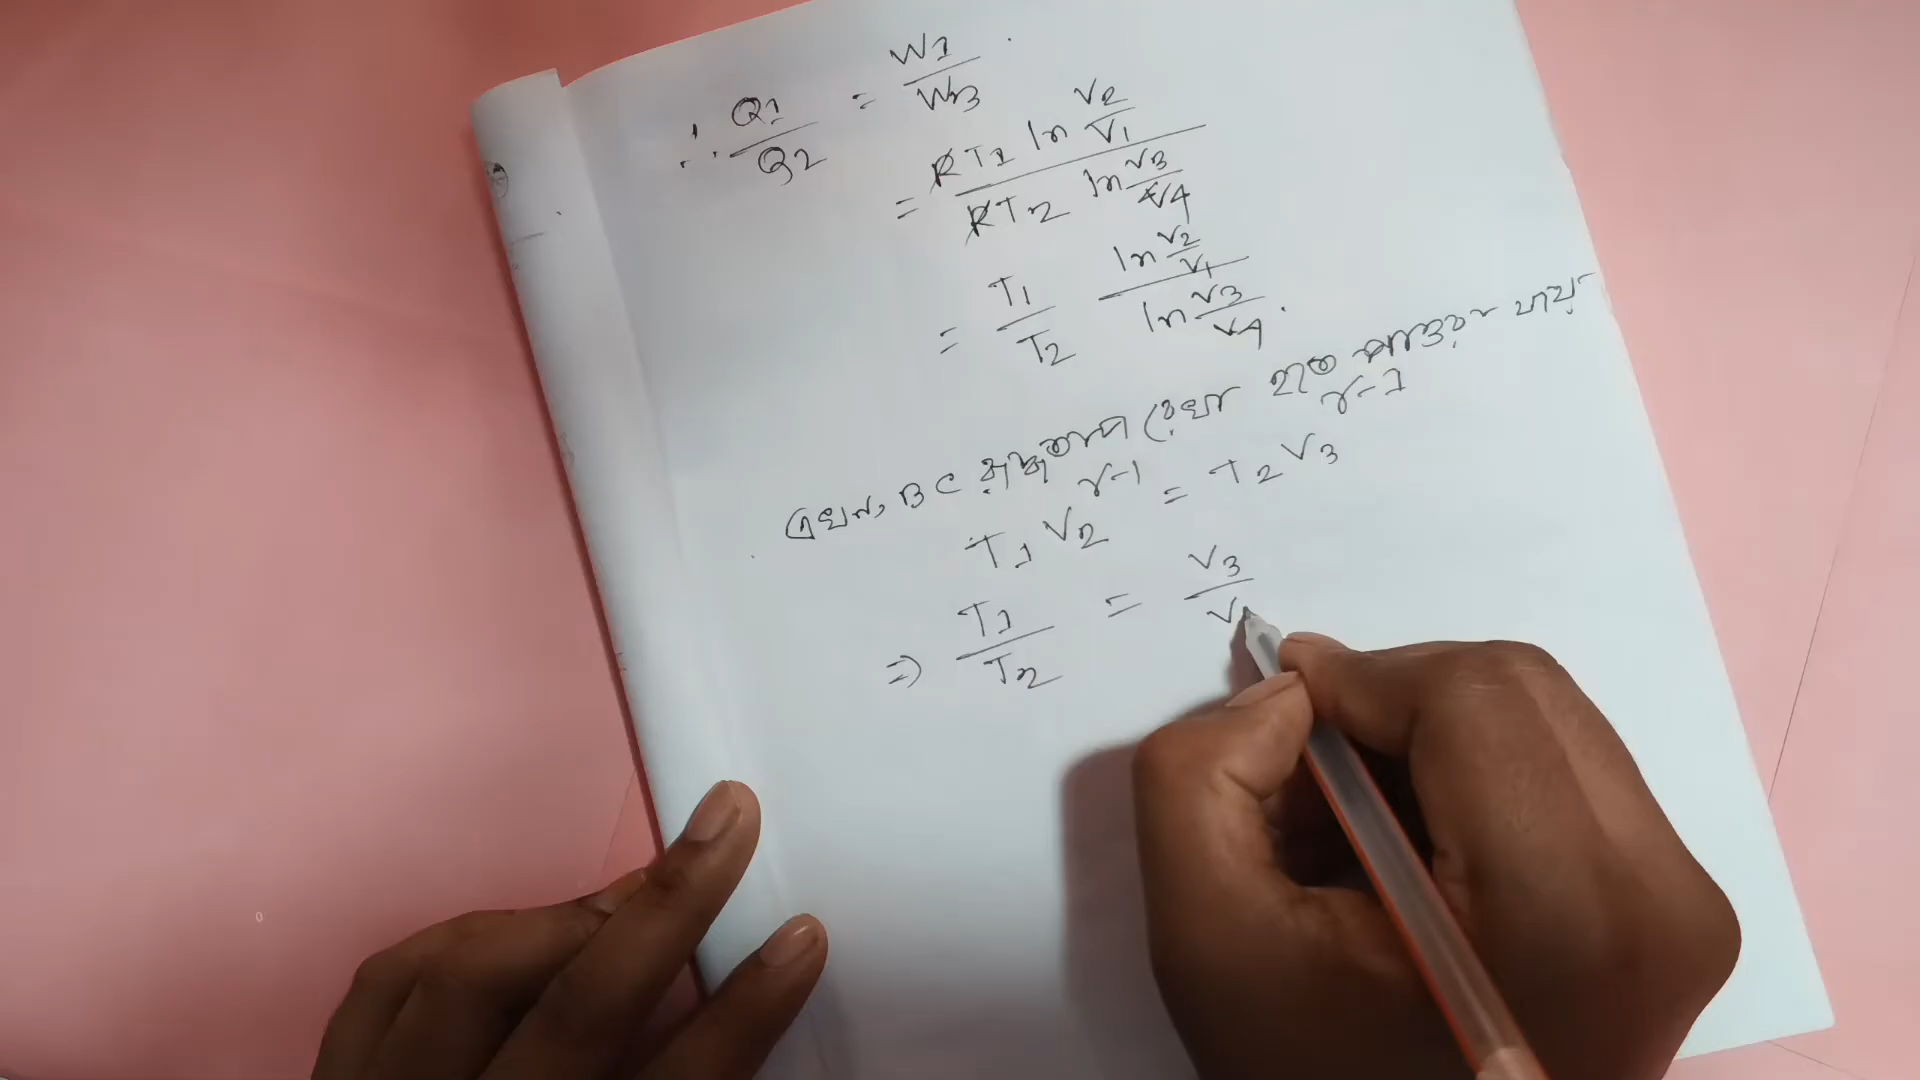 ∴ Q1/Q2 = W1/W3
= RT1 ln V2/V1 / RT2 ln V3/V4
= T1/T2 ln V2/V1 / ln V3/V4 .
এখন, BC রূদ্ধতাপ রেখা হতে পাই
T1 V2^γ-1 = T2 V3^γ-1
⇒ T1/T2 = V3/V